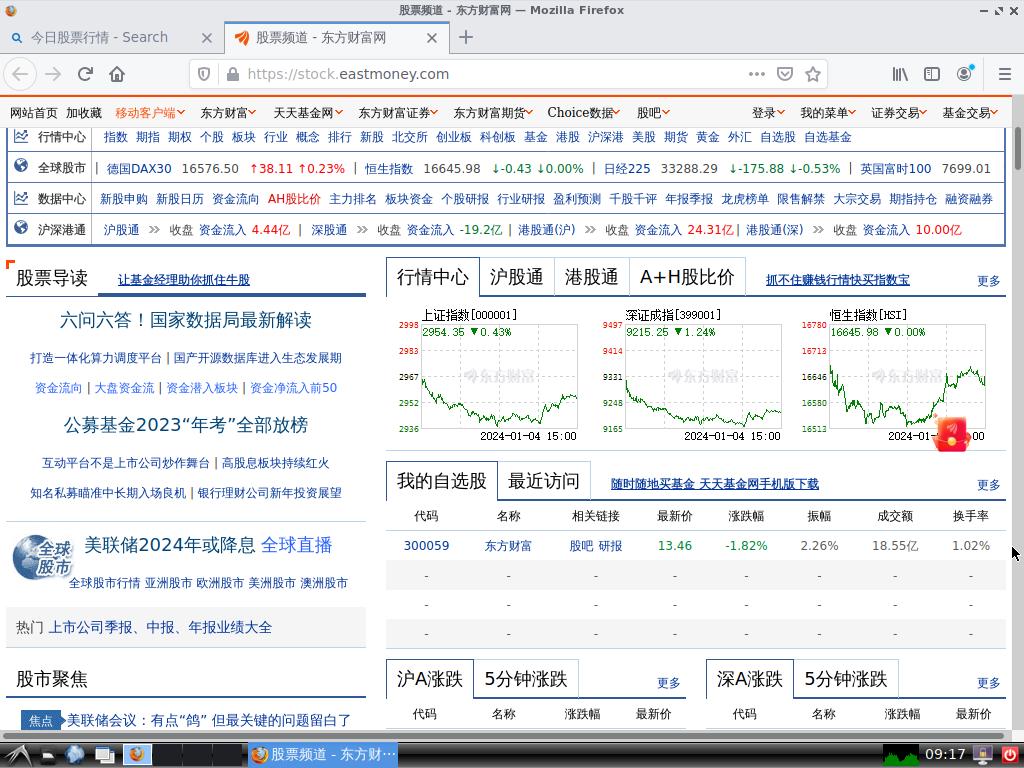 股票频道 - 东方财富网 — Mozilla Firefox
今日股票行情 - Search
股票频道 - 东方财富网
https://stock.eastmoney.com
网站首页 加收藏 移动客户端 东方财富 天天基金网 东方财富证券 东方财富期货 Choice数据 股吧 登录 我的菜单 证券交易 基金交易
行情中心 指数 期指 期权 个股 板块 行业 概念 排行 新股 北交所 创业板 科创板 基金 港股 沪深港 美股 期货 黄金 外汇 自选股 自选基金
全球股市 | 德国DAX30 16576.50 ↑38.11 ↑0.23% | 恒生指数 16645.98 ↓-0.43 ↓0.00% | 日经225 33288.29 ↓-175.88 ↓-0.53% | 英国富时100 7699.01
数据中心 新股申购 新股日历 资金流向 AH股比价 主力排名 板块资金 个股研报 行业研报 盈利预测 千股千评 年报季报 龙虎榜单 限售解禁 大宗交易 期指持仓 融资融券
沪深港通 沪股通 收盘 资金流入 4.44亿 | 深股通 收盘 资金流入 -19.2亿 | 港股通(沪) 收盘 资金流入 24.31亿 | 港股通(深) 收盘 资金流入 10.00亿
股票导读 让基金经理助你抓住牛股
六问六答！国家数据局最新解读
打造一体化算力调度平台 | 国产开源数据库进入生态发展期
资金流向 | 大盘资金流 | 资金潜入板块 | 资金净流入前50
公募基金2023“年考”全部放榜
互动平台不是上市公司炒作舞台 | 高股息板块持续红火
知名私募瞄准中长期入场良机 | 银行理财公司新年投资展望
全球股市
美联储2024年或降息 全球直播
全球股市行情 亚洲股市 欧洲股市 美洲股市 澳洲股市
热门 上市公司季报、中报、年报业绩大全
股市聚焦
焦点 美联储会议：有点“鸽” 但最关键的问题留白了
行情中心 沪股通 港股通 A+H股比价 抓不住赚钱行情快买指数宝 更多
上证指数[000001]
2954.35 ▼0.43%
2998
2983
2967
2952
2936
东方财富
2024-01-04 15:00
深证成指[399001]
9215.25 ▼1.24%
9497
9414
9331
9248
9165
东方财富
2024-01-04 15:00
恒生指数[HSI]
16645.98 ▼0.00%
16780
16713
16646
16580
16513
东方财富
2024-01 00
我的自选股 最近访问 随时随地买基金 天天基金网手机版下载 更多
代码 名称 相关链接 最新价 涨跌幅 振幅 成交额 换手率
300059 东方财富 股吧 研报 13.46 -1.82% 2.26% 18.55亿 1.02%
- - - - - - - -
- - - - - - - -
- - - - - - - -
沪A涨跌 5分钟涨跌 更多
代码 名称 涨跌幅 最新价
深A涨跌 5分钟涨跌 更多
代码 名称 涨跌幅 最新价
股票频道 - 东方财…
09:17